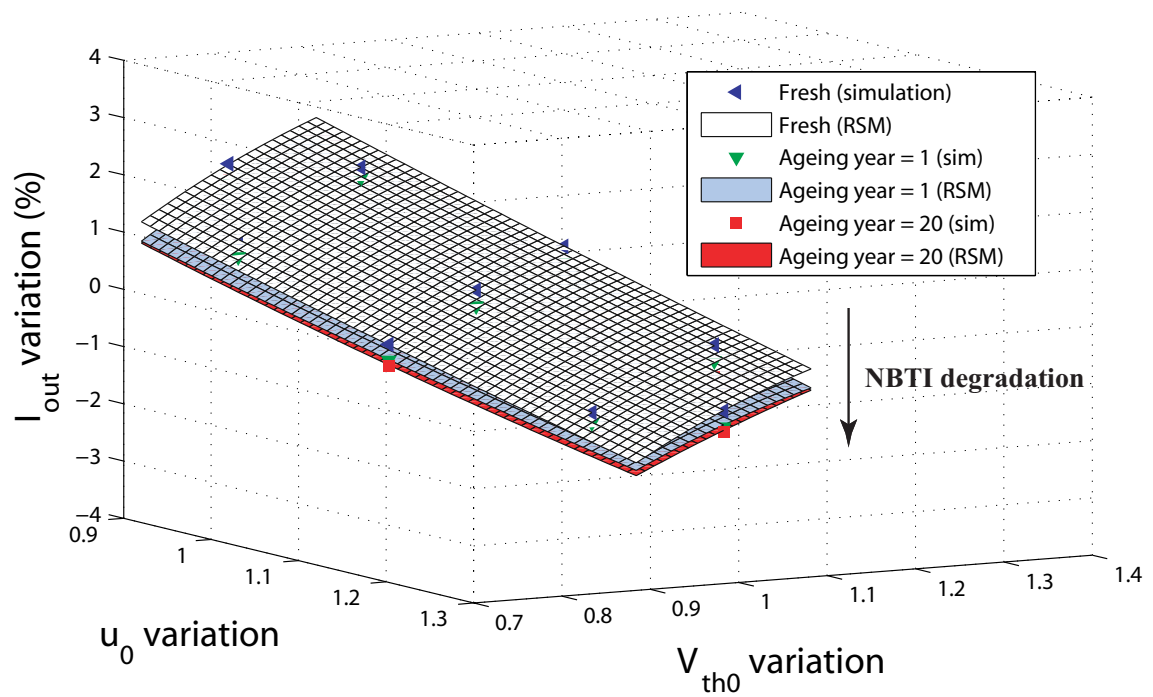 4
3
2
1
0
−1
−2
−3
−4
I_out variation (%)
0.9
1
1.1
1.2
1.3
u_0 variation
0.7
0.8
0.9
1
1.1
1.2
1.3
1.4
V_th0 variation
Fresh (simulation)
Fresh (RSM)
Ageing year = 1 (sim)
Ageing year = 1 (RSM)
Ageing year = 20 (sim)
Ageing year = 20 (RSM)
NBTI degradation